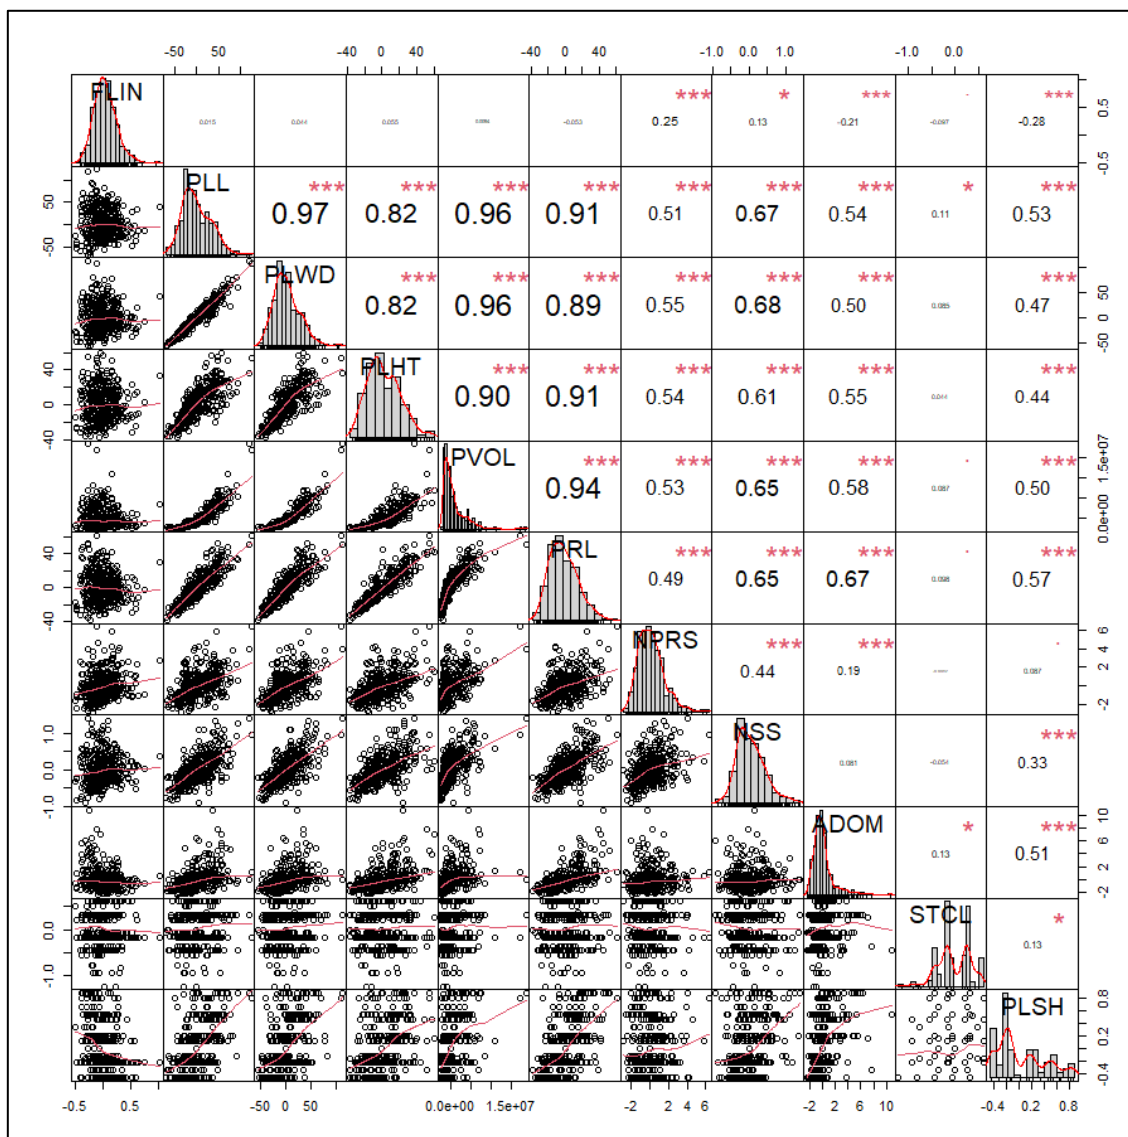 -50 50 -40 0 40 -40 0 40 -1.0 0.0 1.0 -1.0 0.0
FLIN 0.015 0.044 0.055 -0.053 *** 0.25 * 0.13 *** -0.21 . -0.097 *** -0.28 0.5 -0.5
50 -50 PLL *** 0.97 *** 0.82 *** 0.96 *** 0.91 *** 0.51 *** 0.67 *** 0.54 * 0.11 *** 0.53
PLWD *** 0.82 *** 0.96 *** 0.89 *** 0.55 *** 0.68 *** 0.50 0.085 *** 0.47 50 0 -50
40 0 -40 PLHT *** 0.90 *** 0.91 *** 0.54 *** 0.61 *** 0.55 0.044 *** 0.44
PVOL *** 0.94 *** 0.53 *** 0.65 *** 0.58 . 0.087 *** 0.50 1.5e+07 0.0e+00
40 0 -40 PRL *** 0.49 *** 0.65 *** 0.67 . 0.098 *** 0.57
NPRS *** 0.44 *** 0.19 . 0.087 6 4 2 -2
1.0 0.0 -1.0 NSS 0.081 -0.054 *** 0.33
ADOM * 0.13 *** 0.51 10 6 2 -2
0.0 -1.0 STCL * 0.13
PLSH 0.8 0.2 -0.4
-0.5 0.5 -50 0 50 0.0e+00 1.5e+07 -2 2 4 6 -2 2 6 10 -0.4 0.2 0.8